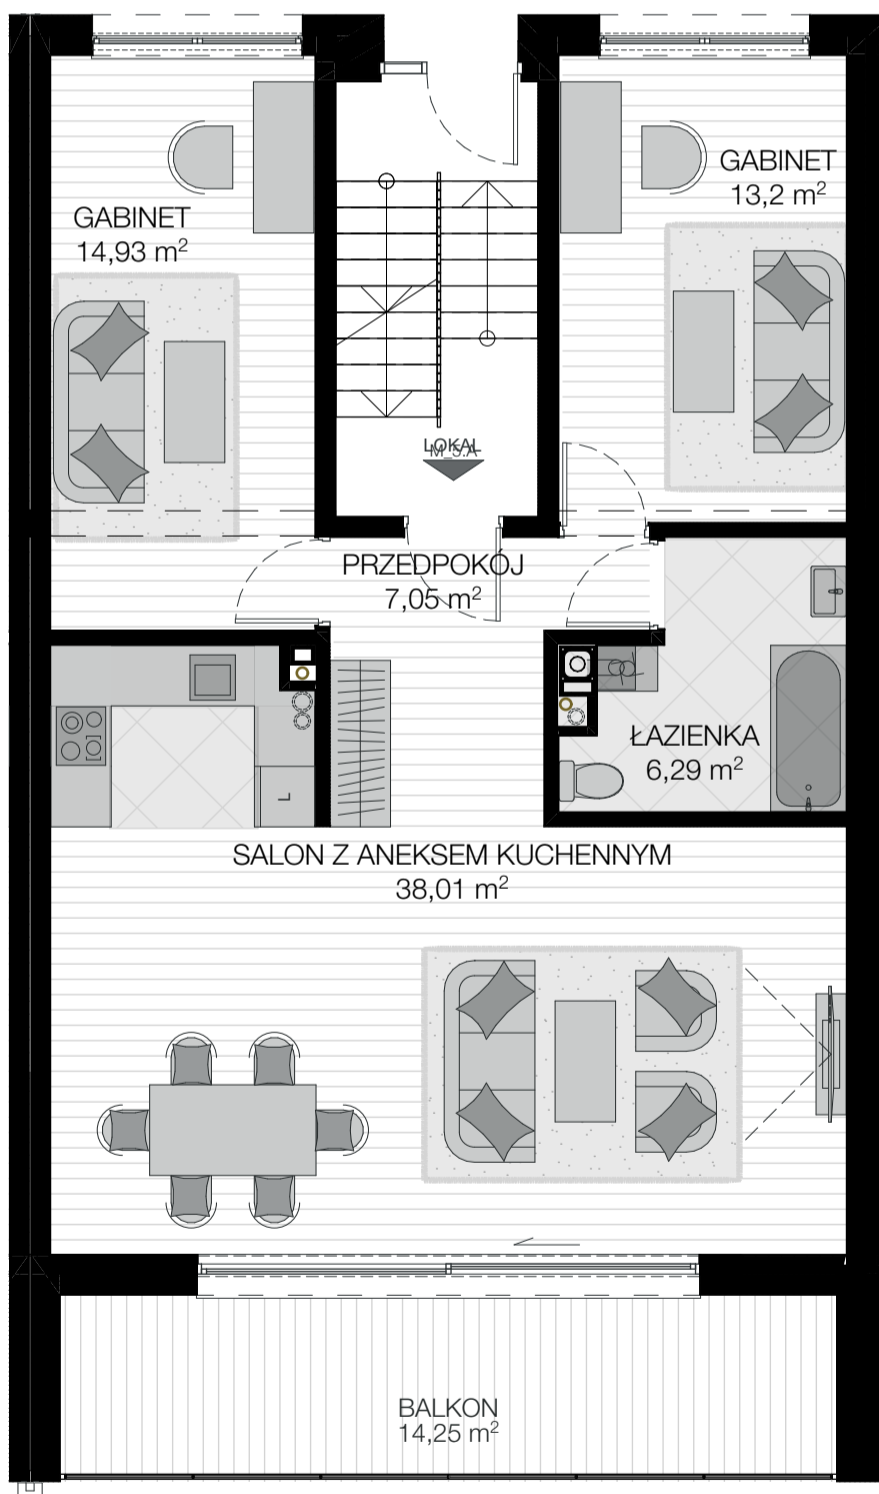 GABINET
13,2 m²
GABINET
14,93 m²
LOKAL
PRZEDPOKÓJ
7,05 m²
ŁAZIENKA
6,29 m²
L
SALON Z ANEKSEM KUCHENNYM
38,01 m²
BALKON
14,25 m²